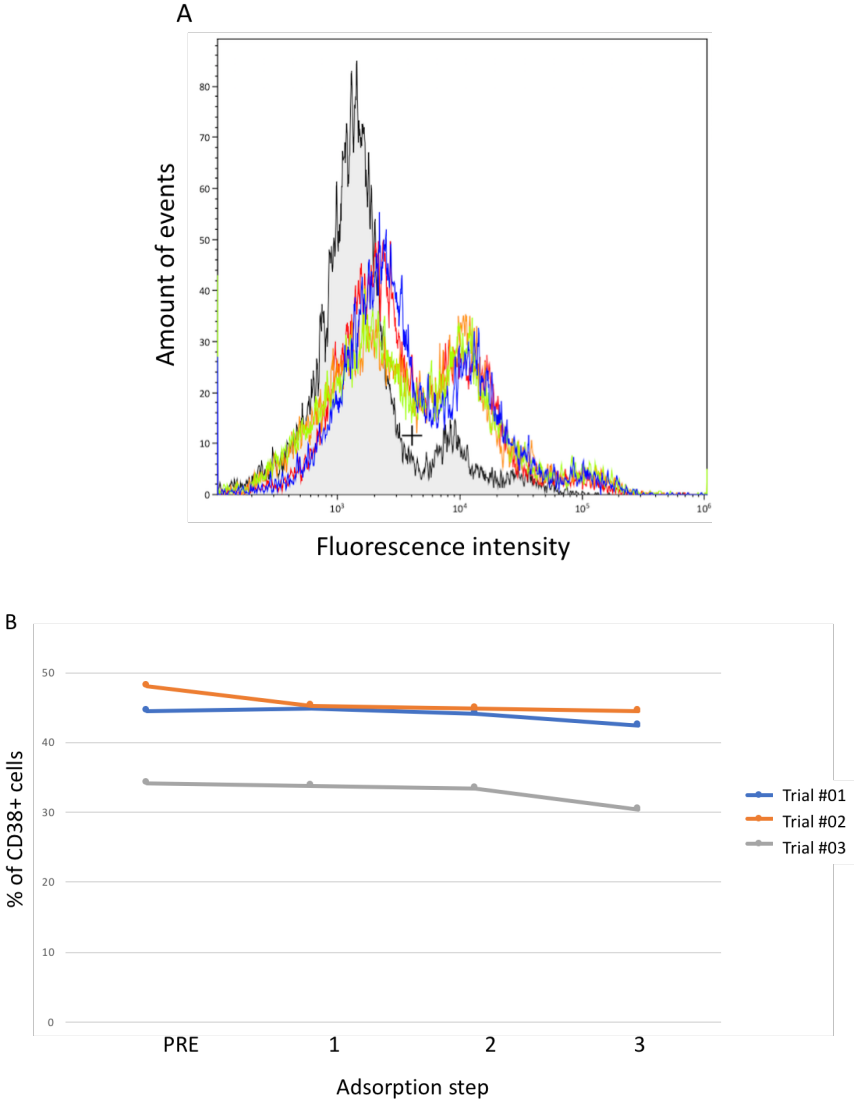 A
Amount of events
80
70
60
50
40
30
20
10
0
10³ 10⁴ 10⁵ 10⁶
Fluorescence intensity
B
% of CD38+ cells
50
40
30
20
10
0
PRE 1 2 3
Adsorption step
Trial #01
Trial #02
Trial #03